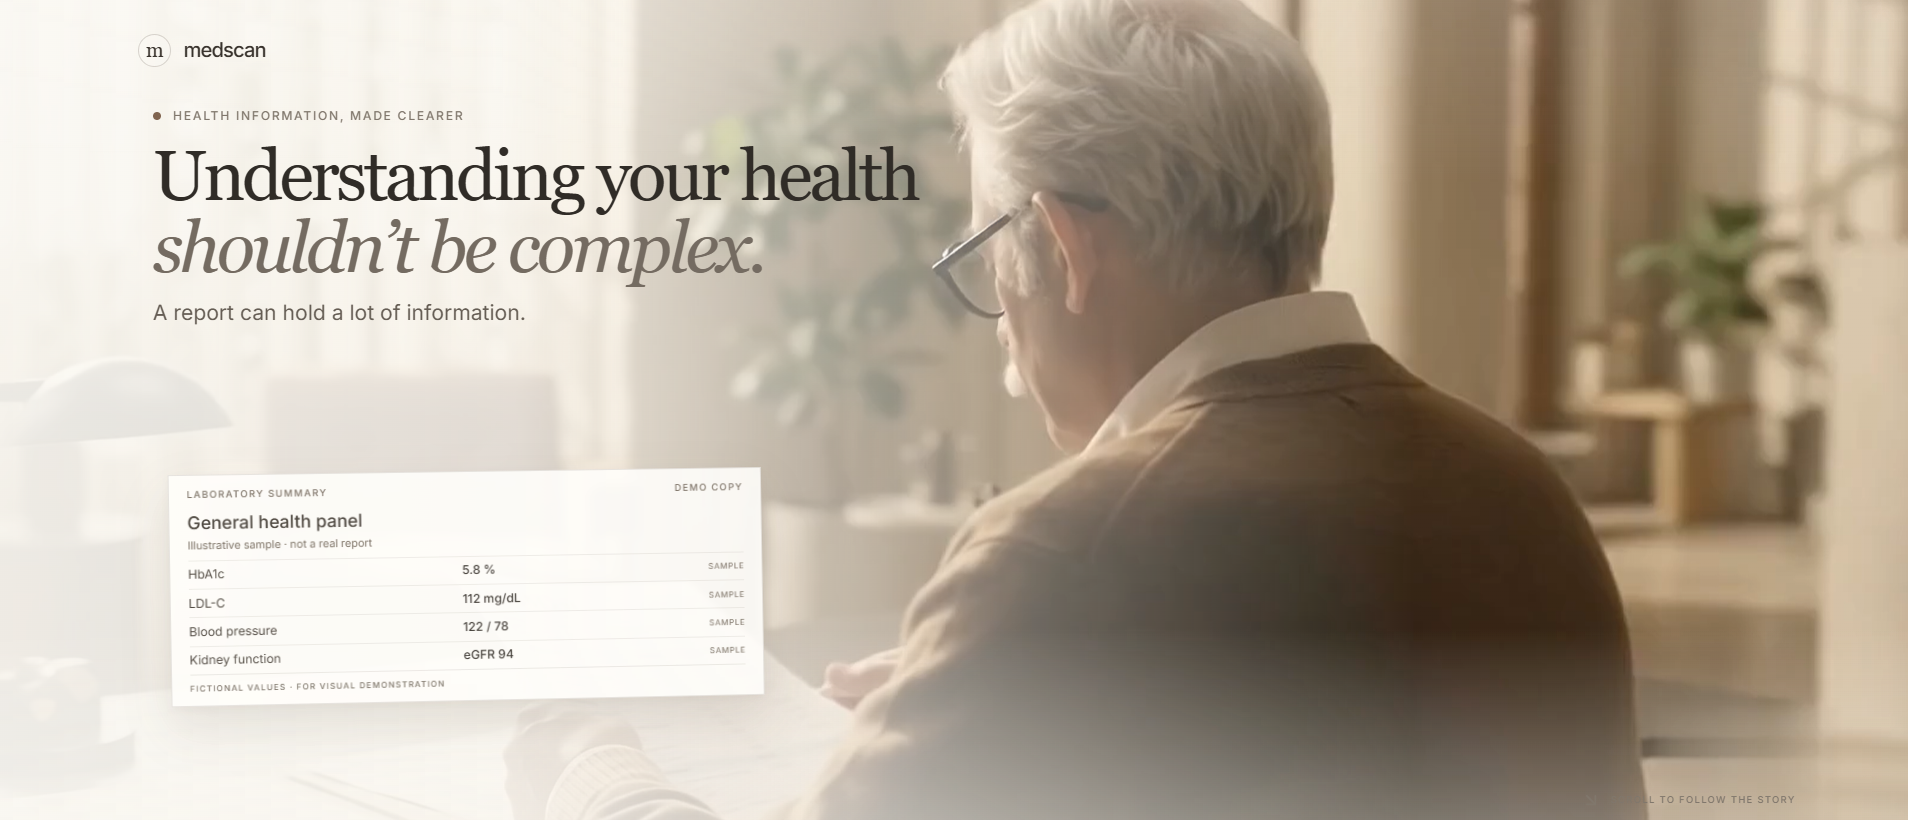 m medscan
HEALTH INFORMATION, MADE CLEARER
Understanding your health
shouldn’t be complex.
A report can hold a lot of information.
LABORATORY SUMMARY DEMO COPY
General health panel
Illustrative sample · not a real report
HbA1c 5.8 % SAMPLE
LDL-C 112 mg/dL SAMPLE
Blood pressure 122 / 78 SAMPLE
Kidney function eGFR 94 SAMPLE
FICTIONAL VALUES · FOR VISUAL DEMONSTRATION
TO FOLLOW THE STORY